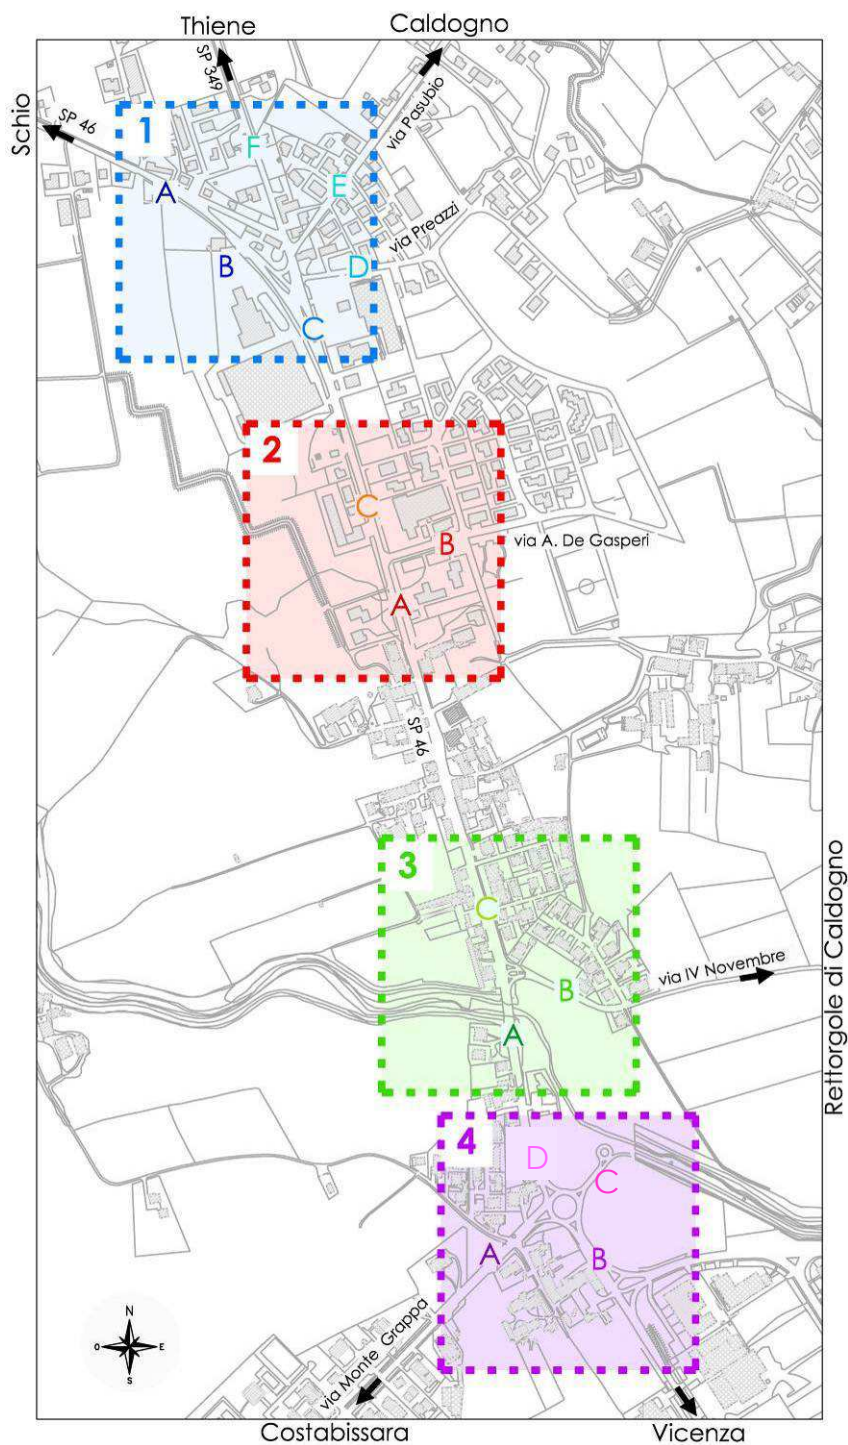 Thiene
Caldogno
Schio
SP 46
SP 349
via Pasubio
1
F
A
E
B
D
via Preazzi
C
2
C
B
via A. De Gasperi
A
SP 46
3
C
B
via IV Novembre
A
Rettorgole di Caldogno
4
D
C
A
B
via Monte Grappa
N
O
E
S
Costabissara
Vicenza